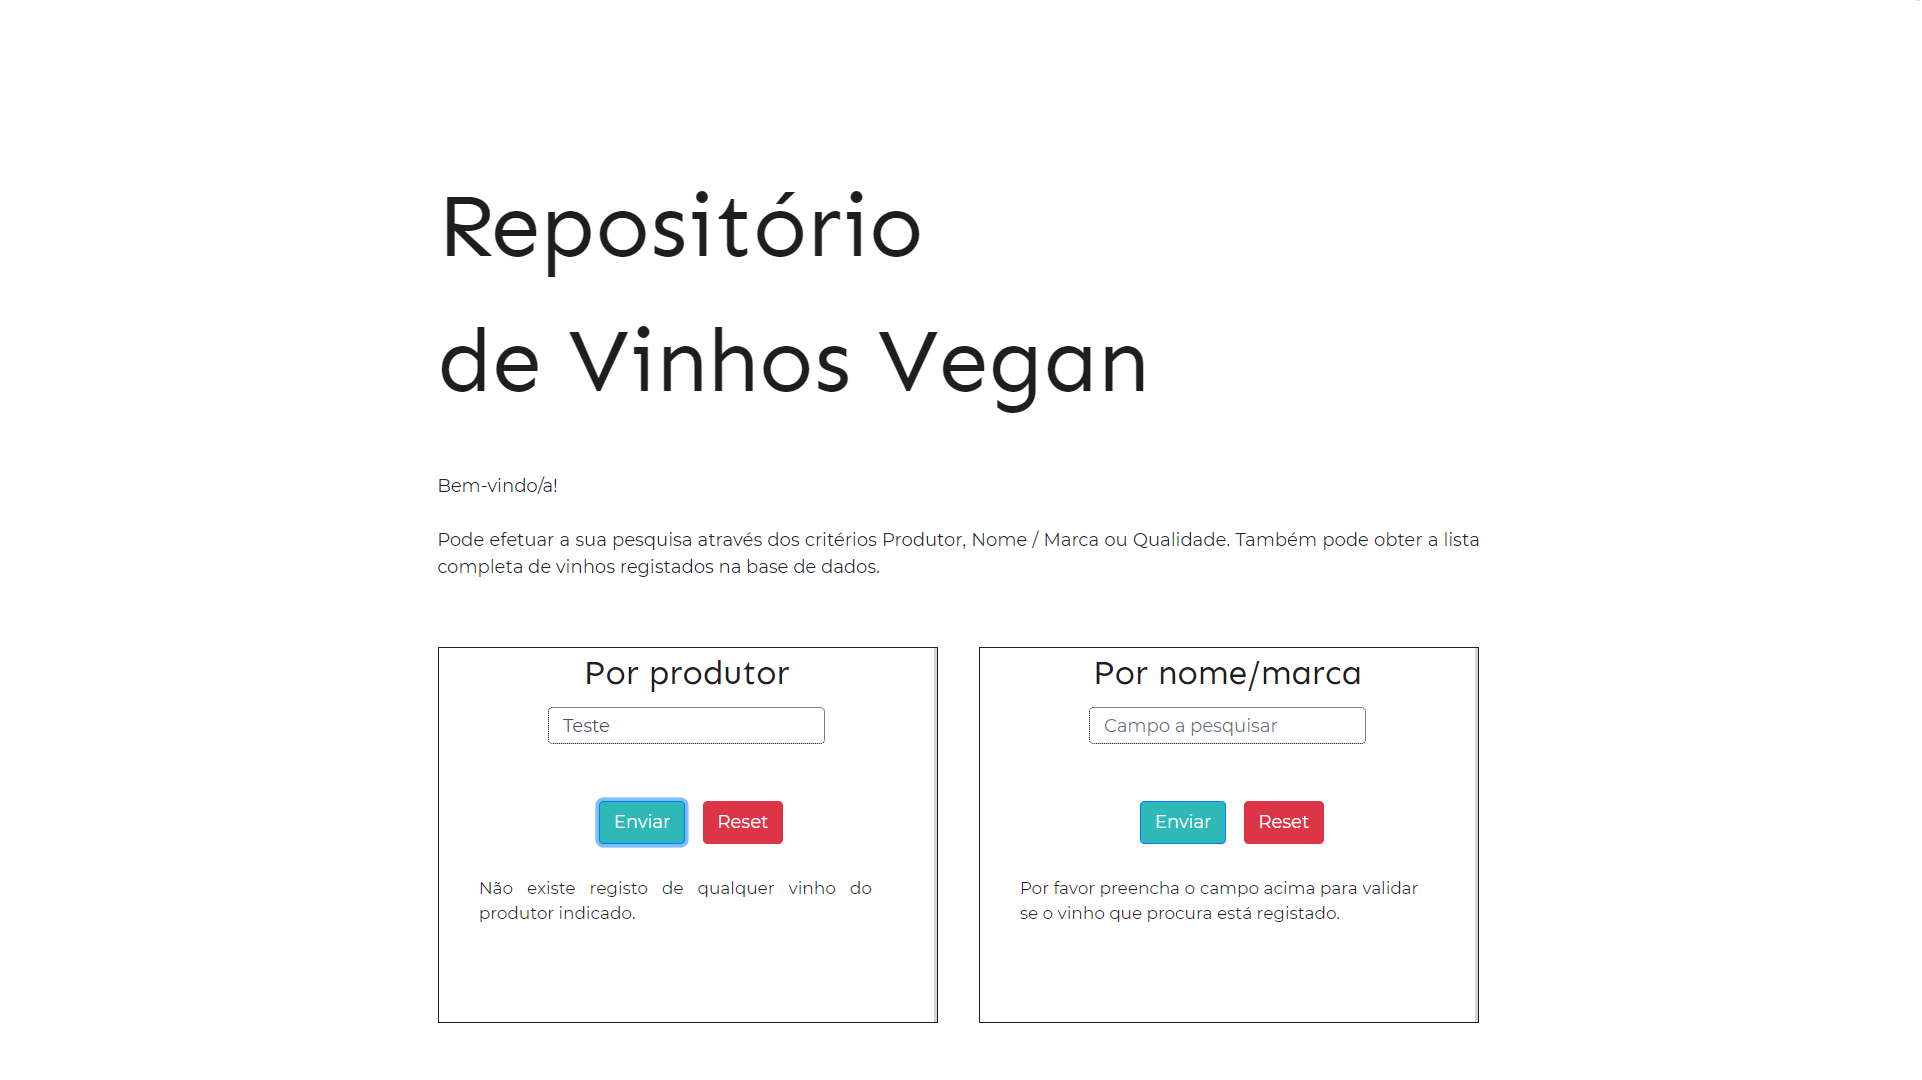 Repositório
de Vinhos Vegan
Bem-vindo/a!
Pode efetuar a sua pesquisa através dos critérios Produtor, Nome / Marca ou Qualidade. Também pode obter a lista
completa de vinhos registados na base de dados.
Por produtor
Teste
Enviar Reset
Não existe registo de qualquer vinho do
produtor indicado.
Por nome/marca
Campo a pesquisar
Enviar Reset
Por favor preencha o campo acima para validar
se o vinho que procura está registado.